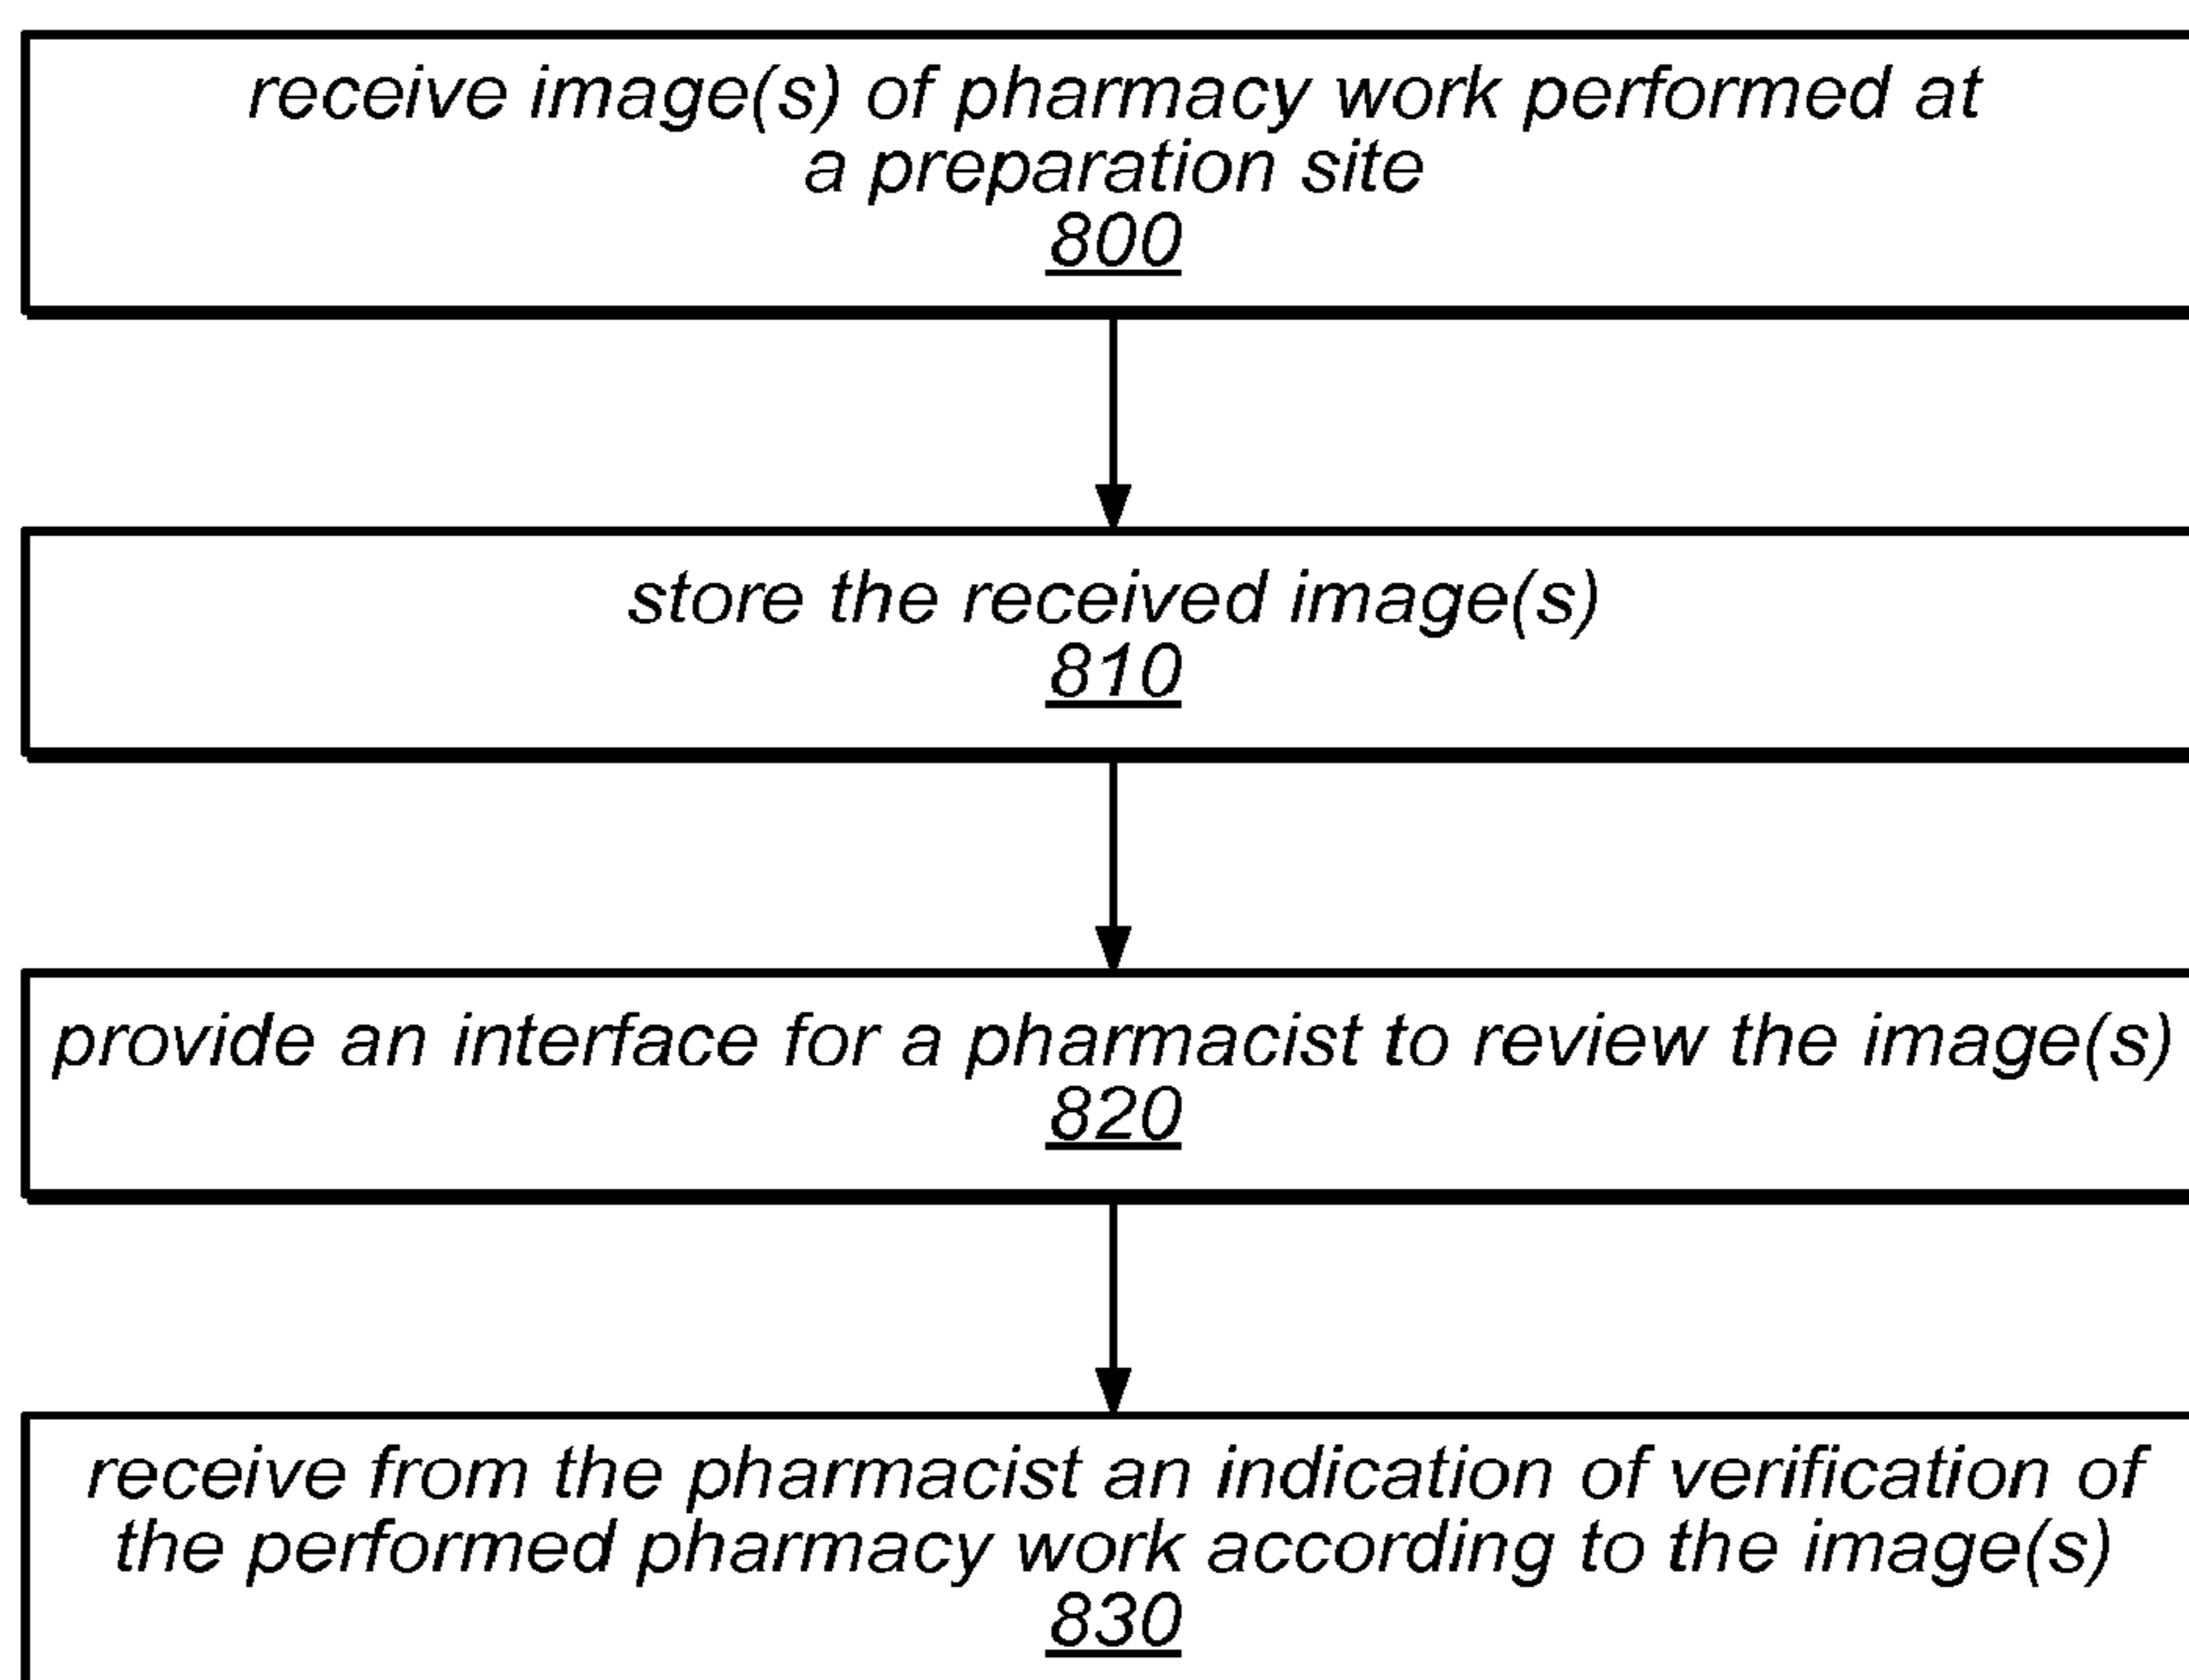 receive image(s) of pharmacy work performed at
a preparation site
800
store the received image(s)
810
provide an interface for a pharmacist to review the image(s)
820
receive from the pharmacist an indication of verification of
the performed pharmacy work according to the image(s)
830